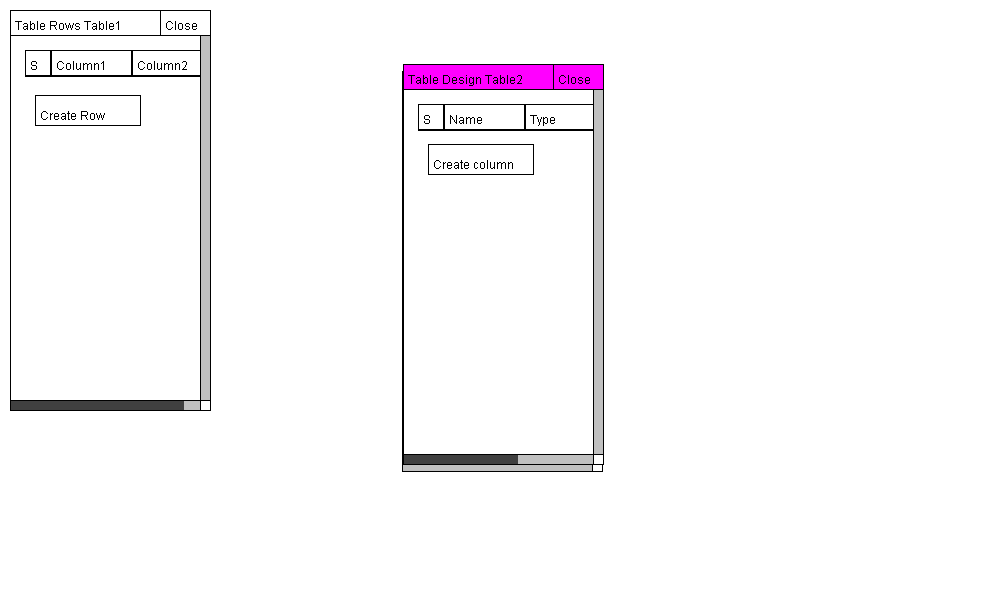 Table Rows Table1 Close
S Column1 Column2
Create Row
Table Design Table2 Close
S Name Type
Create column